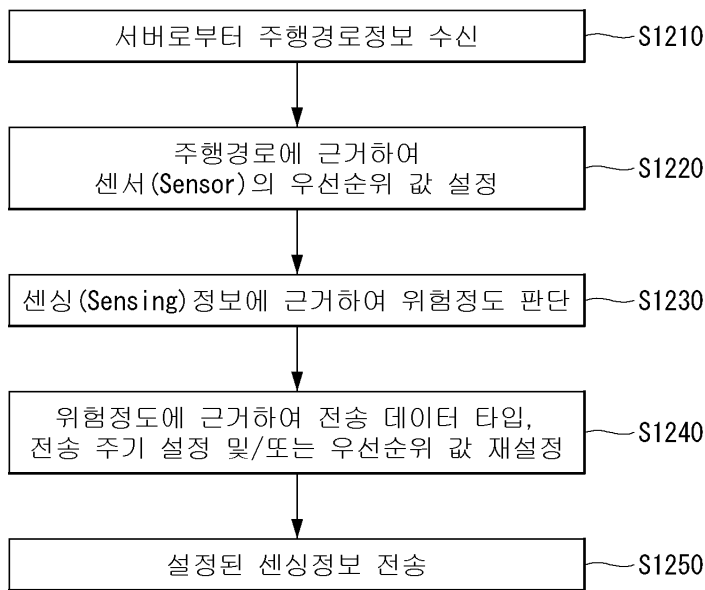 서버로부터 주행경로정보 수신
S1210
주행경로에 근거하여
센서(Sensor)의 우선순위 값 설정
S1220
센싱(Sensing)정보에 근거하여 위험정도 판단
S1230
위험정도에 근거하여 전송 데이터 타입,
전송 주기 설정 및/또는 우선순위 값 재설정
S1240
설정된 센싱정보 전송
S1250